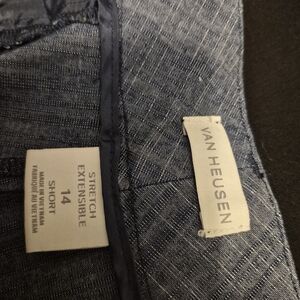 STRETCH
EXTENSIBLE
14
SHORT
MADE IN VIETNAM
FABRIQUÉ AU VIETNAM
VAN HEUSEN